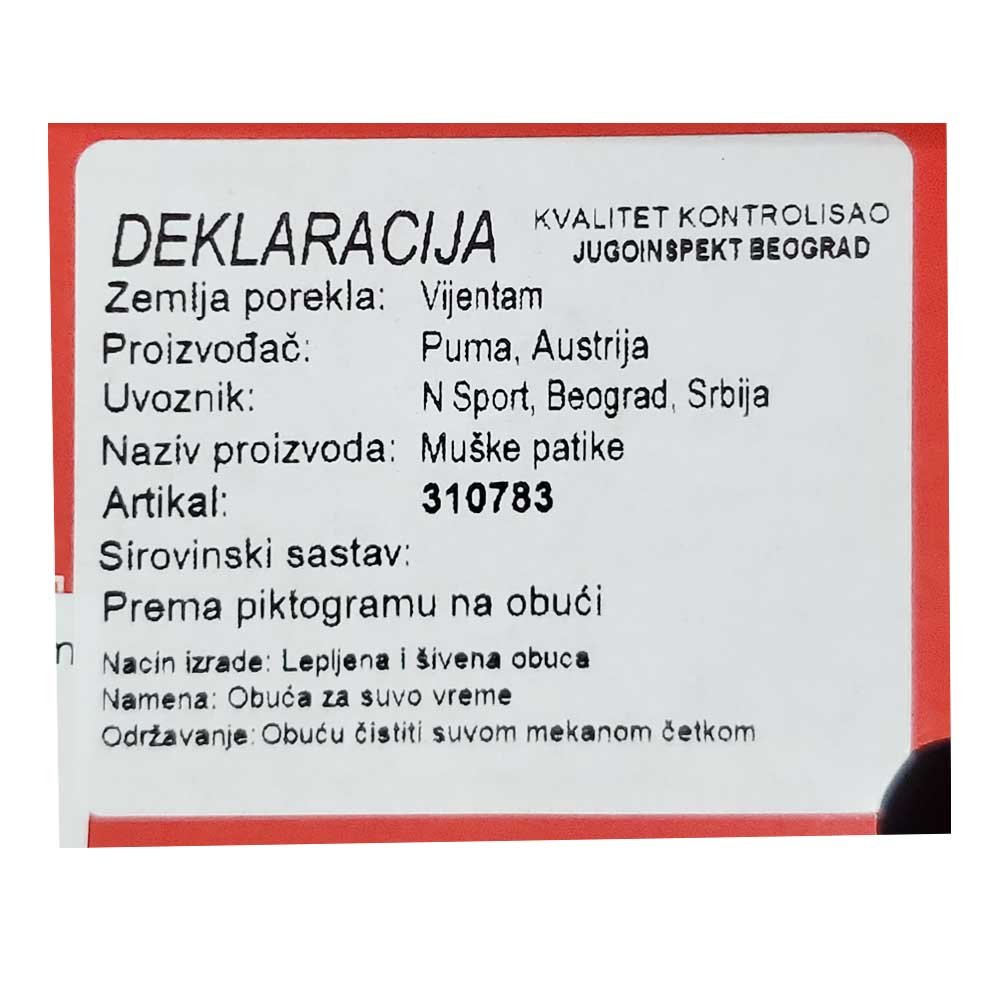 DEKLARACIJA
KVALITET KONTROLISAO
JUGOINSPEKT BEOGRAD
Zemlja porekla: Vijentam
Proizvođač: Puma, Austrija
Uvoznik: N Sport, Beograd, Srbija
Naziv proizvoda: Muške patike
Artikal: 310783
Sirovinski sastav:
Prema piktogramu na obući
Nacin izrade: Lepljena i šivena obuca
Namena: Obuća za suvo vreme
Održavanje: Obuću čistiti suvom mekanom četkom